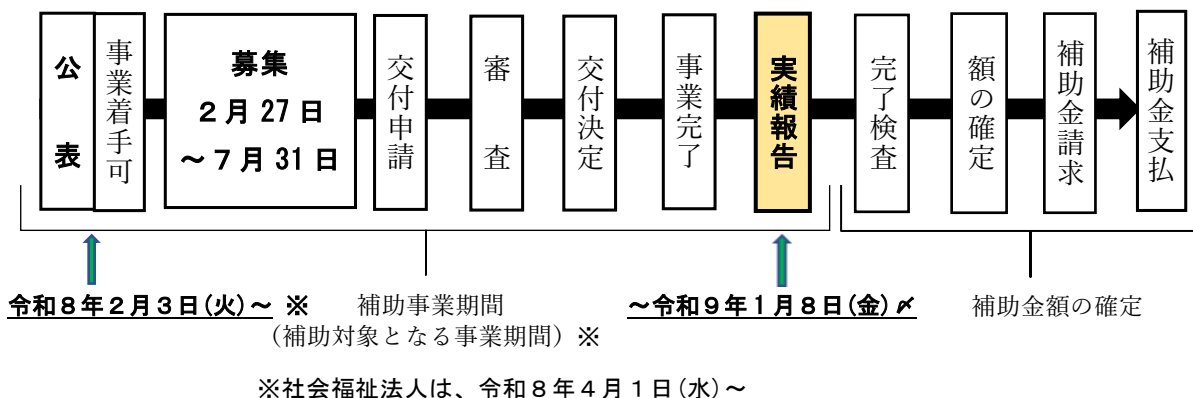 公表
事業着手可
募集
２月 27 日
～７月 31 日
交付申請
審査
交付決定
事業完了
実績報告
完了検査
額の確定
補助金請求
補助金支払
令和８年２月３日(火)～ ※
補助事業期間
（補助対象となる事業期間）※
～令和９年１月８日(金)〆
補助金額の確定
※社会福祉法人は、令和８年４月１日(水)～